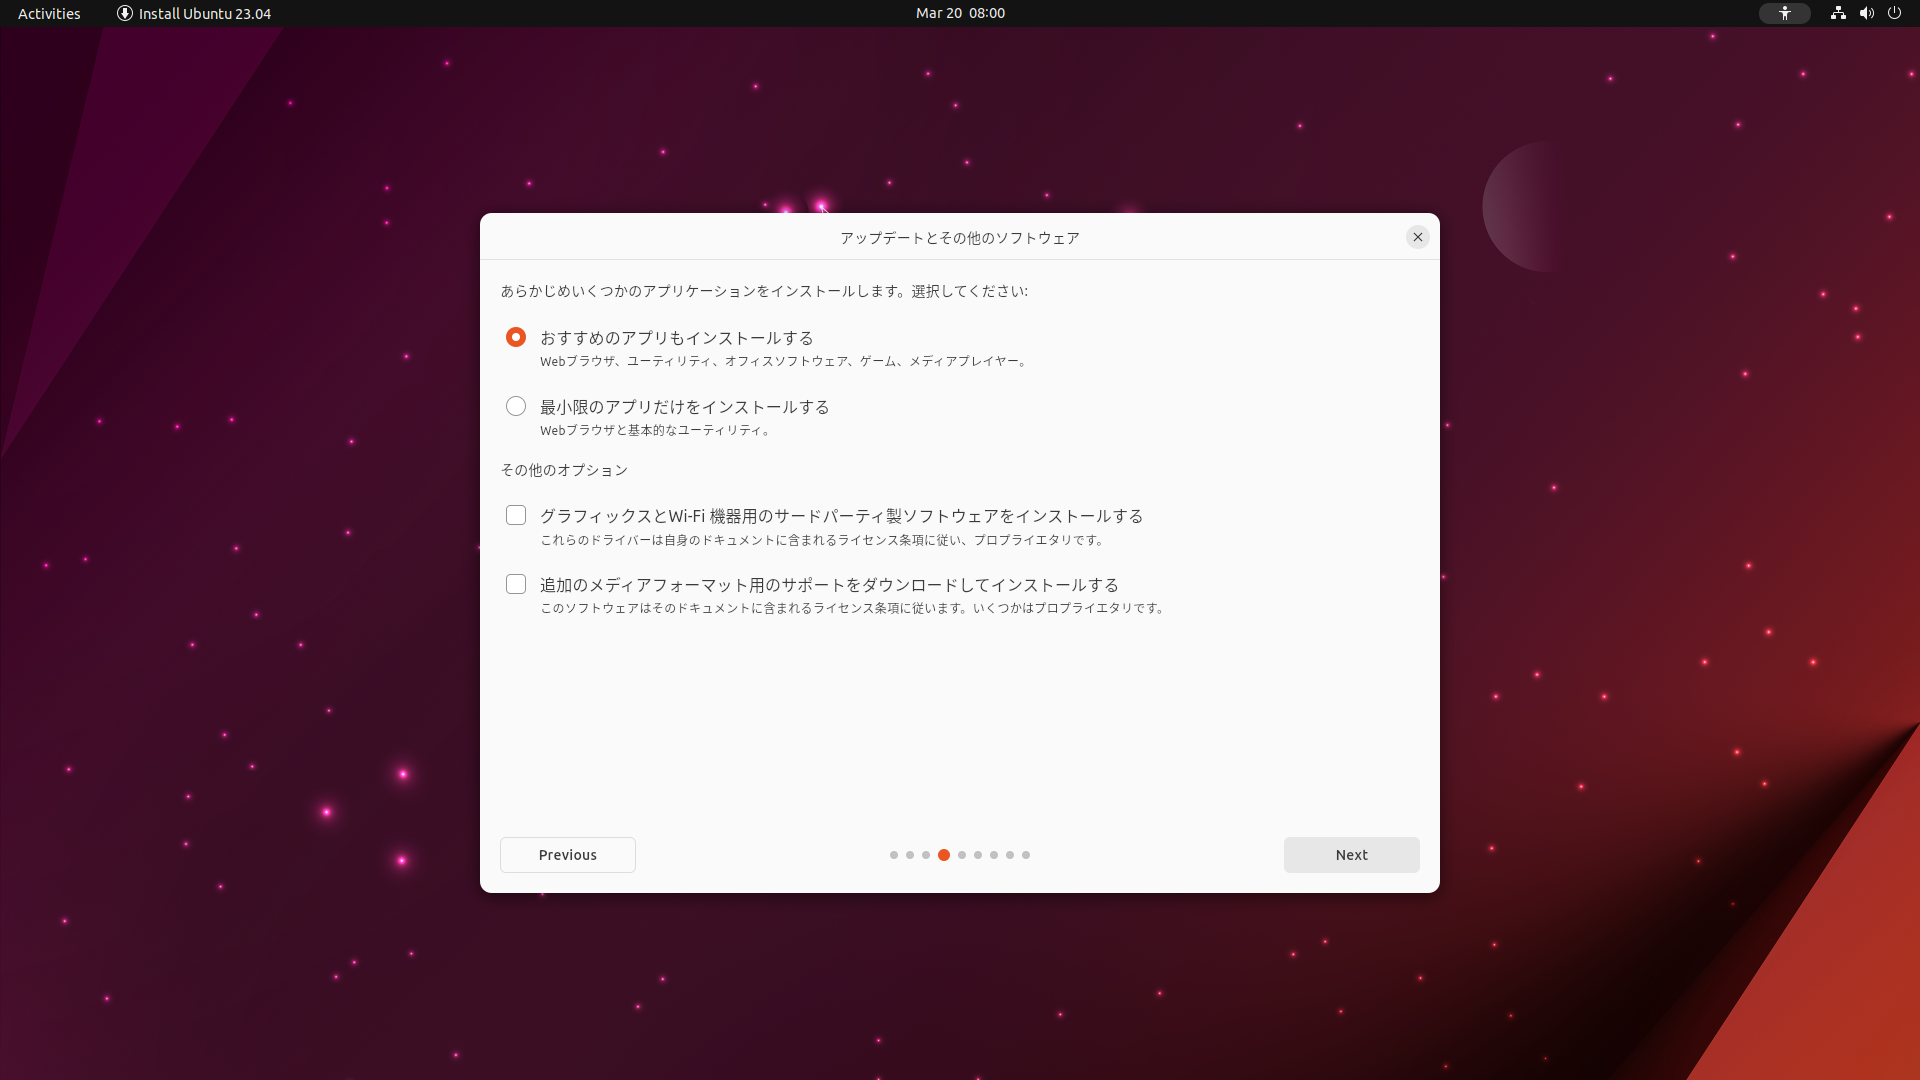 Activities
Install Ubuntu 23.04
Mar 20 08:00
アップデートとその他のソフトウェア
あらかじめいくつかのアプリケーションをインストールします。選択してください:
おすすめのアプリもインストールする
Webブラウザ、ユーティリティ、オフィスソフトウェア、ゲーム、メディアプレイヤー。
最小限のアプリだけをインストールする
Webブラウザと基本的なユーティリティ。
その他のオプション
グラフィックスとWi-Fi 機器用のサードパーティ製ソフトウェアをインストールする
これらのドライバーは自身のドキュメントに含まれるライセンス条項に従い、プロプライエタリです。
追加のメディアフォーマット用のサポートをダウンロードしてインストールする
このソフトウェアはそのドキュメントに含まれるライセンス条項に従います。いくつかはプロプライエタリです。
Previous
Next